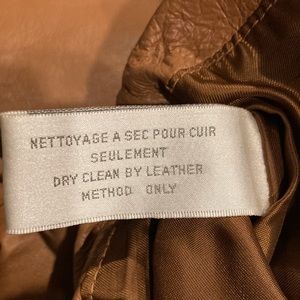 NETTOYAGE A SEC POUR CUIR
SEULEMENT
DRY CLEAN BY LEATHER
METHOD ONLY